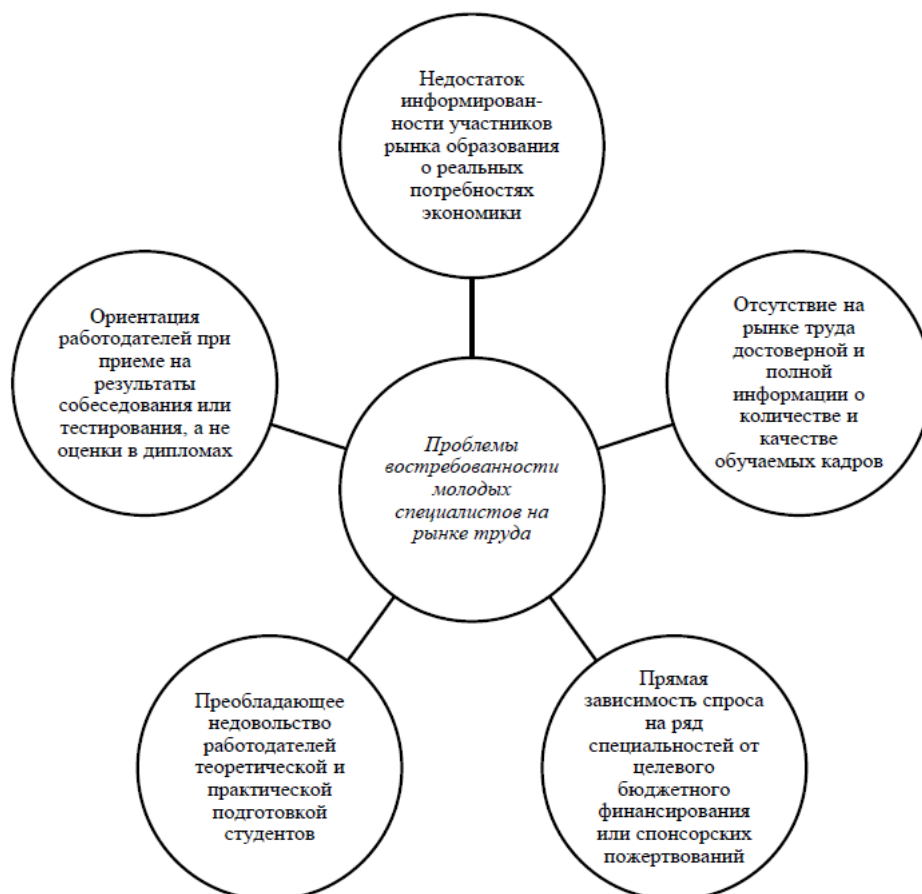 Недостаток
информирован-
ности участников
рынка образования
о реальных
потребностях
экономики
Ориентация
работодателей при
приеме на
результаты
собеседования или
тестирования, а не
оценки в дипломах
Отсутствие на
рынке труда
достоверной и
полной
информации о
количестве и
качестве
обучаемых кадров
Проблемы
востребованности
молодых
специалистов на
рынке труда
Преобладающее
недовольство
работодателей
теоретической и
практической
подготовкой
студентов
Прямая
зависимость спроса
на ряд
специальностей от
целевого
бюджетного
финансирования
или спонсорских
пожертвований